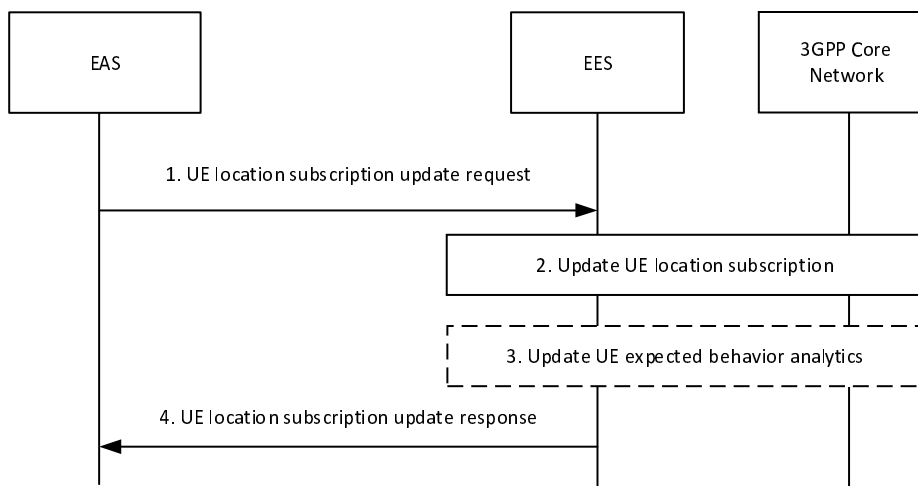 EAS
EES
3GPP Core
Network
1. UE location subscription update request
2. Update UE location subscription
3. Update UE expected behavior analytics
4. UE location subscription update response